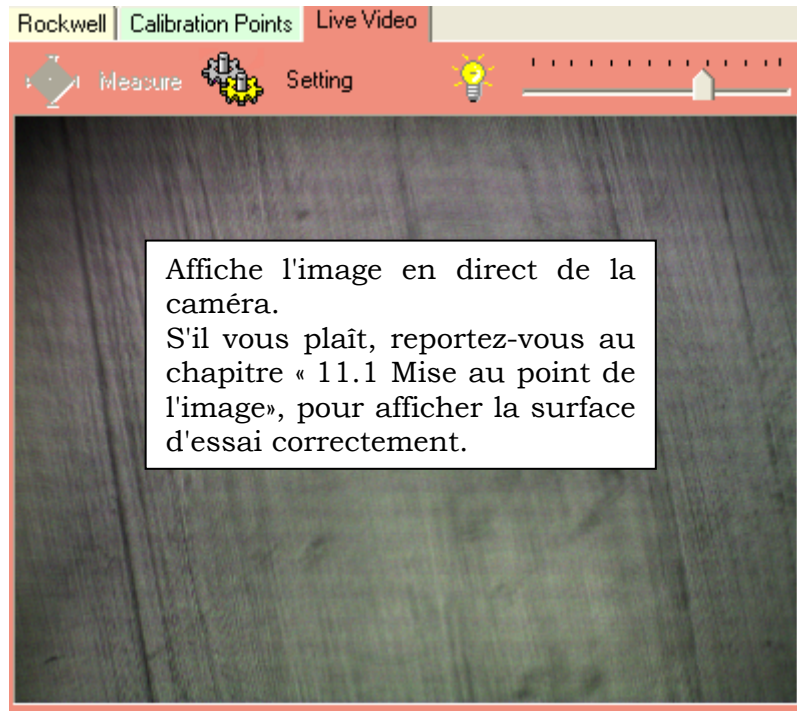 Rockwell Calibration Points Live Video
Measure Setting
Affiche l'image en direct de la
caméra.
S'il vous plaît, reportez-vous au
chapitre « 11.1 Mise au point de
l'image», pour afficher la surface
d'essai correctement.